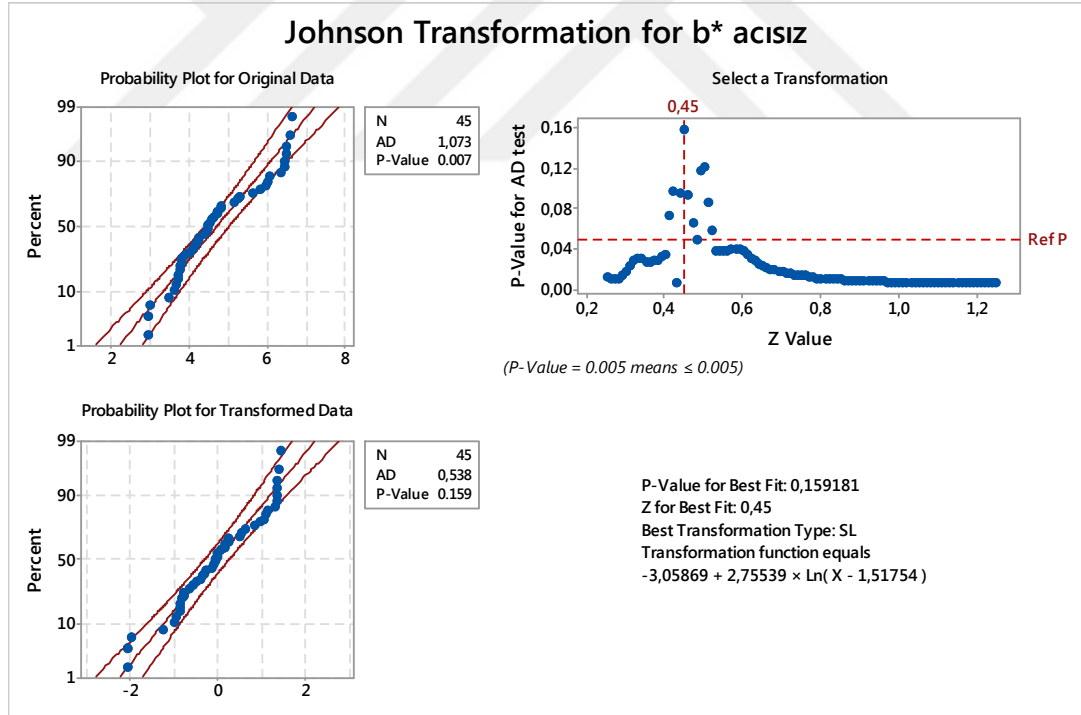 Johnson Transformation for b* acısız
Probability Plot for Original Data
99
90
50
10
1
Percent
2 4 6 8
N 45
AD 1,073
P-Value 0.007
Select a Transformation
0,45
0,16
0,12
0,08
0,04
0,00
P-Value for AD test
Ref P
0,2 0,4 0,6 0,8 1,0 1,2
Z Value
(P-Value = 0.005 means ≤ 0.005)
Probability Plot for Transformed Data
99
90
50
10
1
Percent
-2 0 2
N 45
AD 0,538
P-Value 0.159
P-Value for Best Fit: 0,159181
Z for Best Fit: 0,45
Best Transformation Type: SL
Transformation function equals
-3,05869 + 2,75539 × Ln( X - 1,51754 )